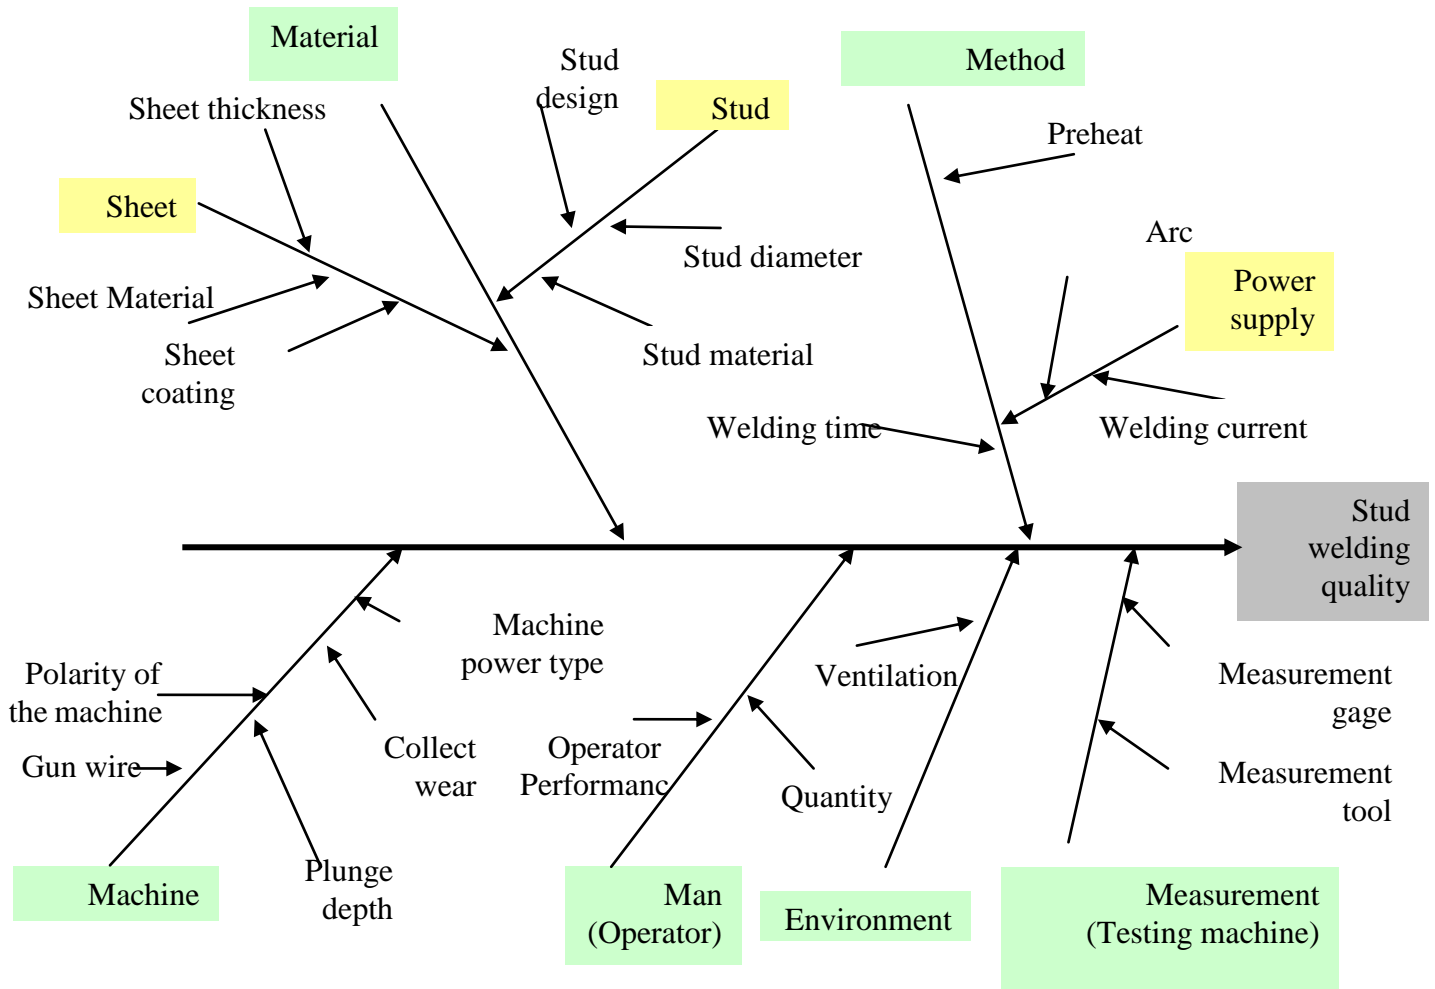 Material
Method
Stud
design
Stud
Sheet thickness
Preheat
Sheet
Arc
Stud diameter
Power
supply
Sheet Material
Sheet
coating
Stud material
Welding time
Welding current
Stud
welding
quality
Machine
power type
Polarity of
the machine
Ventilation
Measurement
gage
Gun wire
Collect
wear
Operator
Performanc
Quantity
Measurement
tool
Plunge
depth
Machine
Man
(Operator)
Environment
Measurement
(Testing machine)